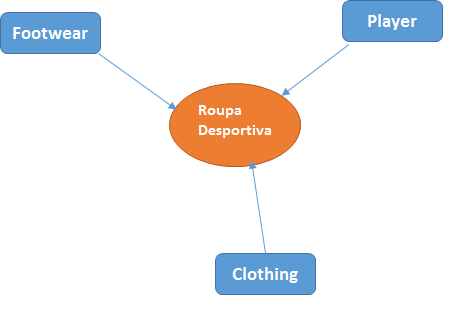 Footwear
Player
Roupa
Desportiva
Clothing